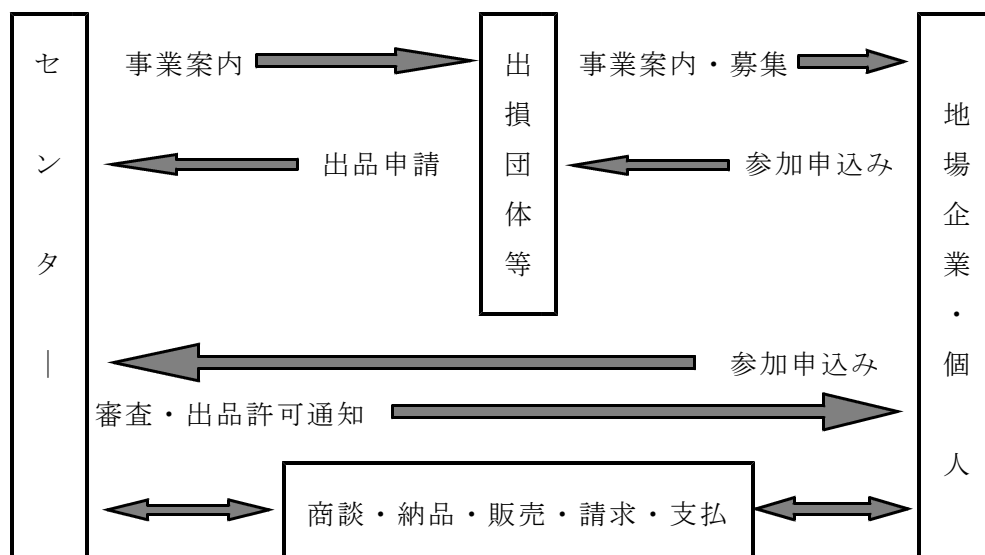 センター
事業案内
出損団体等
事業案内・募集
地場企業・個人
出品申請
参加申込み
参加申込み
審査・出品許可通知
商談・納品・販売・請求・支払